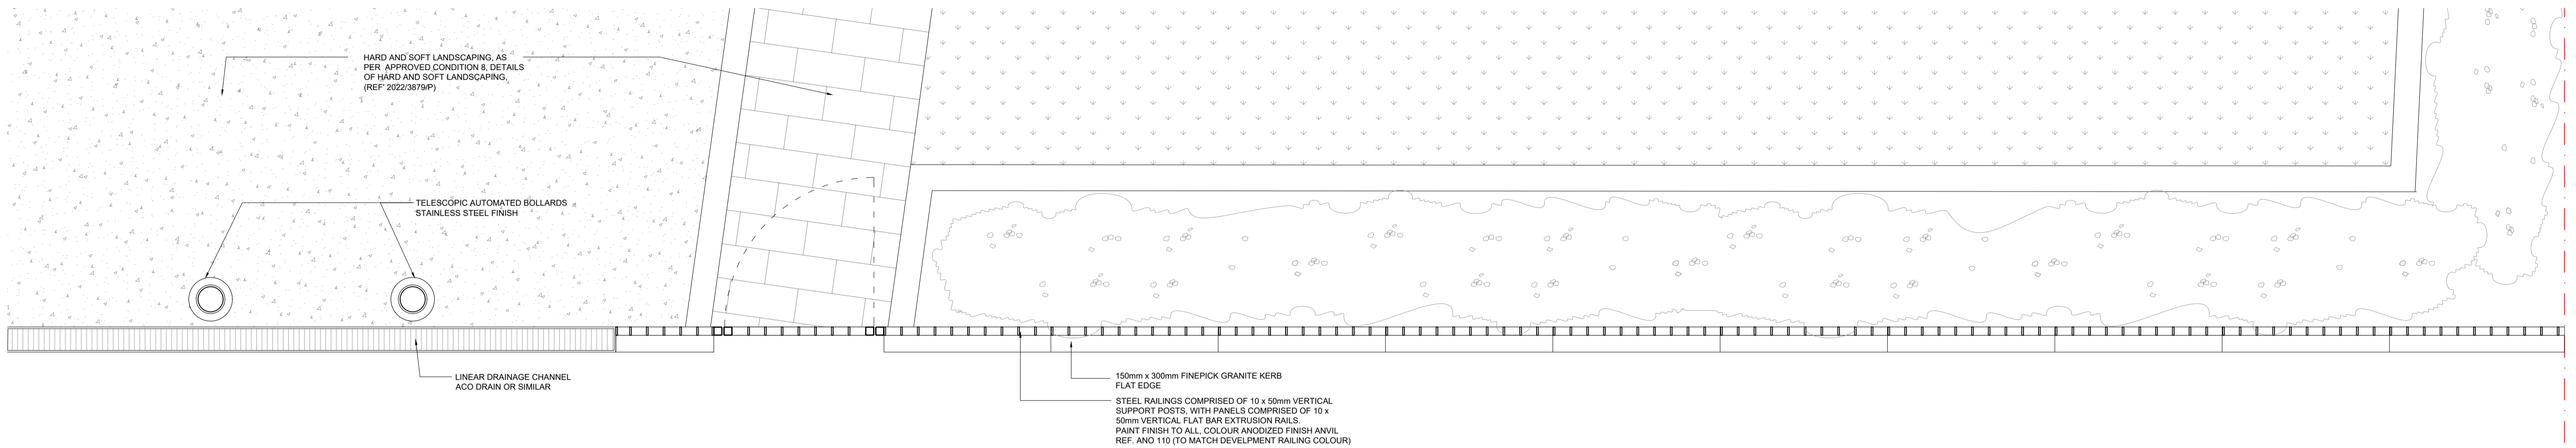 HARD AND SOFT LANDSCAPING, AS
PER APPROVED CONDITION 8, DETAILS
OF HARD AND SOFT LANDSCAPING,
(REF' 2022/3879/P)
TELESCOPIC AUTOMATED BOLLARDS
STAINLESS STEEL FINISH
LINEAR DRAINAGE CHANNEL
ACO DRAIN OR SIMILAR
150mm x 300mm FINEPICK GRANITE KERB
FLAT EDGE
STEEL RAILINGS COMPRISED OF 10 x 50mm VERTICAL
SUPPORT POSTS, WITH PANELS COMPRISED OF 10 x
50mm VERTICAL FLAT BAR EXTRUSION RAILS.
PAINT FINISH TO ALL, COLOUR ANODIZED FINISH ANVIL
REF. ANO 110 (TO MATCH DEVELPMENT RAILING COLOUR)